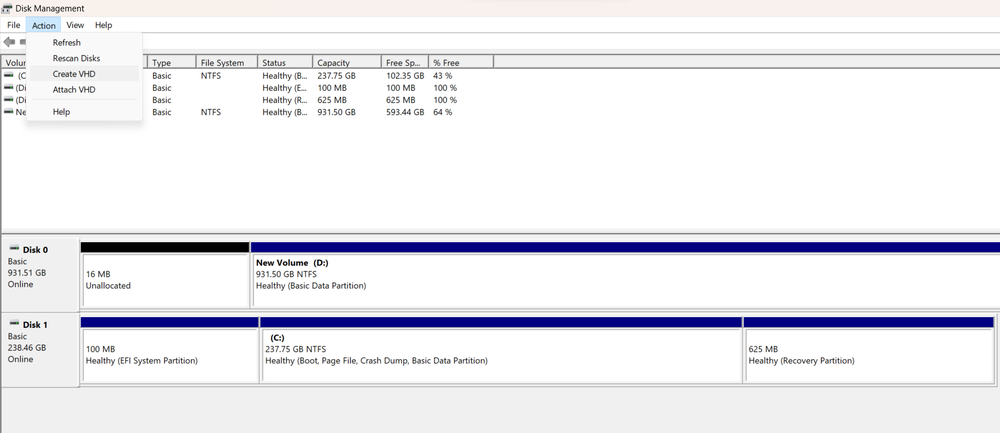 Disk Management
File Action View Help
Refresh
Rescan Disks
Create VHD
Attach VHD
Help
Type File System Status Capacity Free Sp... % Free
(C Basic NTFS Healthy (B... 237.75 GB 102.35 GB 43 %
(Di Basic Healthy (E... 100 MB 100 MB 100 %
(Di Basic Healthy (R... 625 MB 625 MB 100 %
Ne Basic NTFS Healthy (B... 931.50 GB 593.44 GB 64 %
Disk 0
Basic
931.51 GB
Online
16 MB
Unallocated
New Volume (D:)
931.50 GB NTFS
Healthy (Basic Data Partition)
Disk 1
Basic
238.46 GB
Online
100 MB
Healthy (EFI System Partition)
(C:)
237.75 GB NTFS
Healthy (Boot, Page File, Crash Dump, Basic Data Partition)
625 MB
Healthy (Recovery Partition)